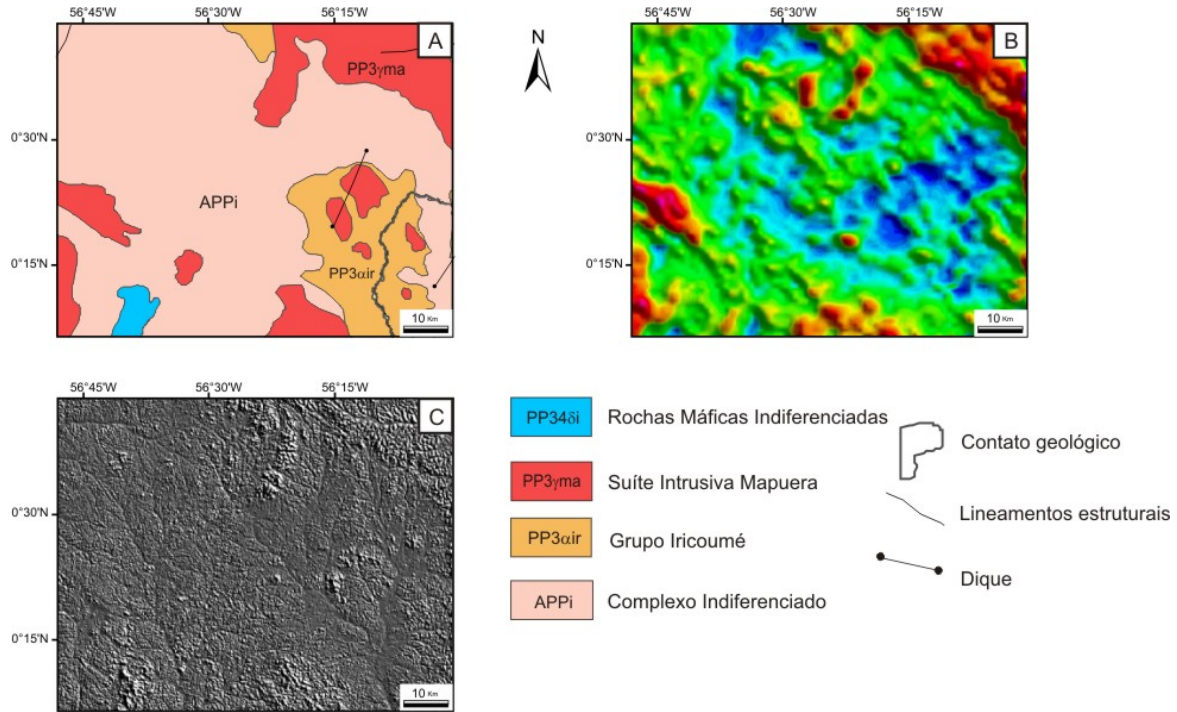 56°45'W 56°30'W 56°15'W
A
PP3γma
0°30'N
APPi
0°15'N
PP3αir
10 Km
N
56°45'W 56°30'W 56°15'W
B
0°30'N
0°15'N
10 Km
56°45'W 56°30'W 56°15'W
C
0°30'N
0°15'N
10 Km
PP34δi Rochas Máficas Indiferenciadas
PP3γma Suíte Intrusiva Mapuera
PP3αir Grupo Iricoumé
APPi Complexo Indiferenciado
Contato geológico
Lineamentos estruturais
Dique